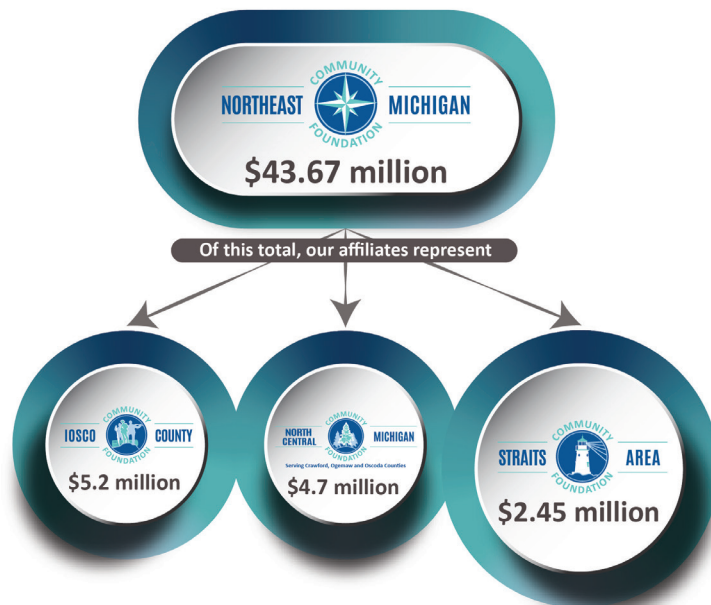 COMMUNITY
NORTHEAST MICHIGAN
FOUNDATION
$43.67 million
Of this total, our affiliates represent
COMMUNITY
IOSCO COUNTY
FOUNDATION
$5.2 million
COMMUNITY
NORTH CENTRAL MICHIGAN
FOUNDATION
Serving Crawford, Ogemaw and Oscoda Counties
$4.7 million
COMMUNITY
STRAITS AREA
FOUNDATION
$2.45 million